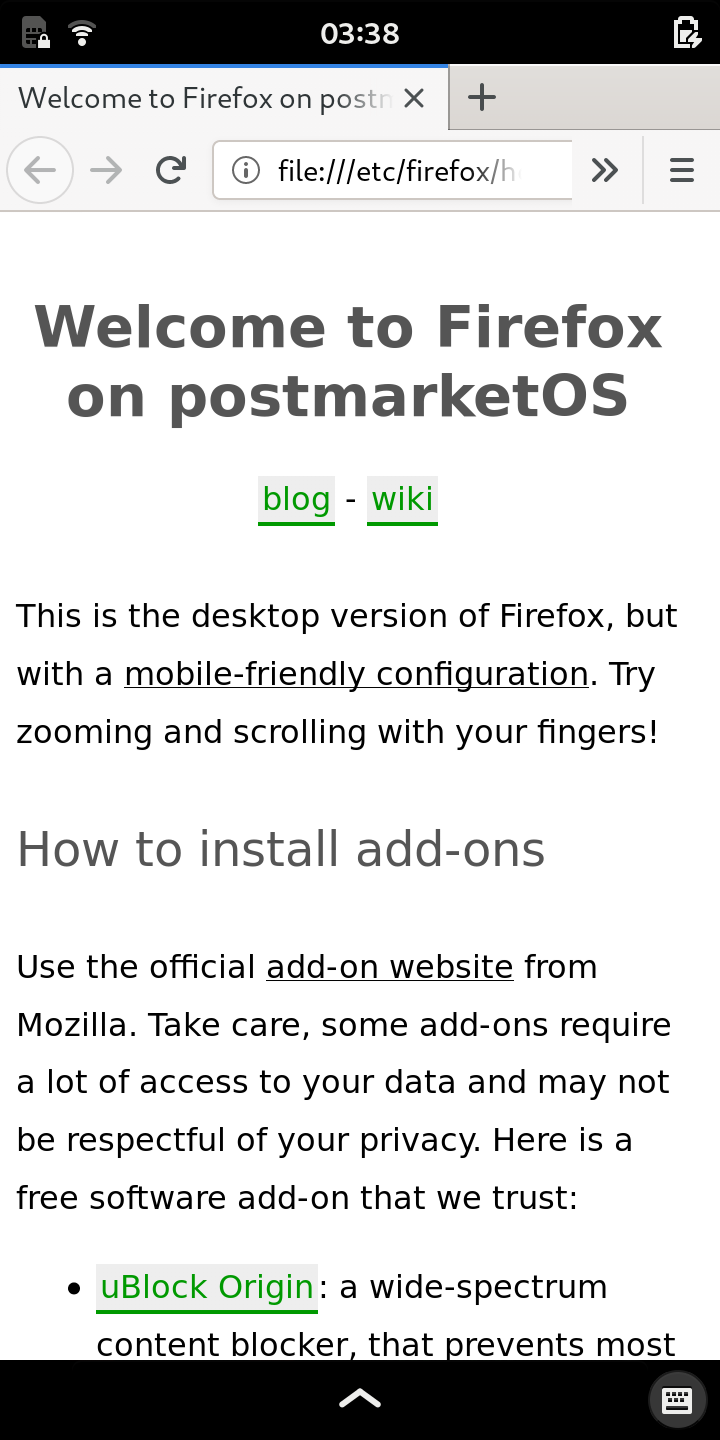 03:38
Welcome to Firefox on postn
file:///etc/firefox/h
Welcome to Firefox
on postmarketOS
blog - wiki
This is the desktop version of Firefox, but
with a mobile-friendly configuration. Try
zooming and scrolling with your fingers!
How to install add-ons
Use the official add-on website from
Mozilla. Take care, some add-ons require
a lot of access to your data and may not
be respectful of your privacy. Here is a
free software add-on that we trust:
• uBlock Origin: a wide-spectrum
content blocker, that prevents most